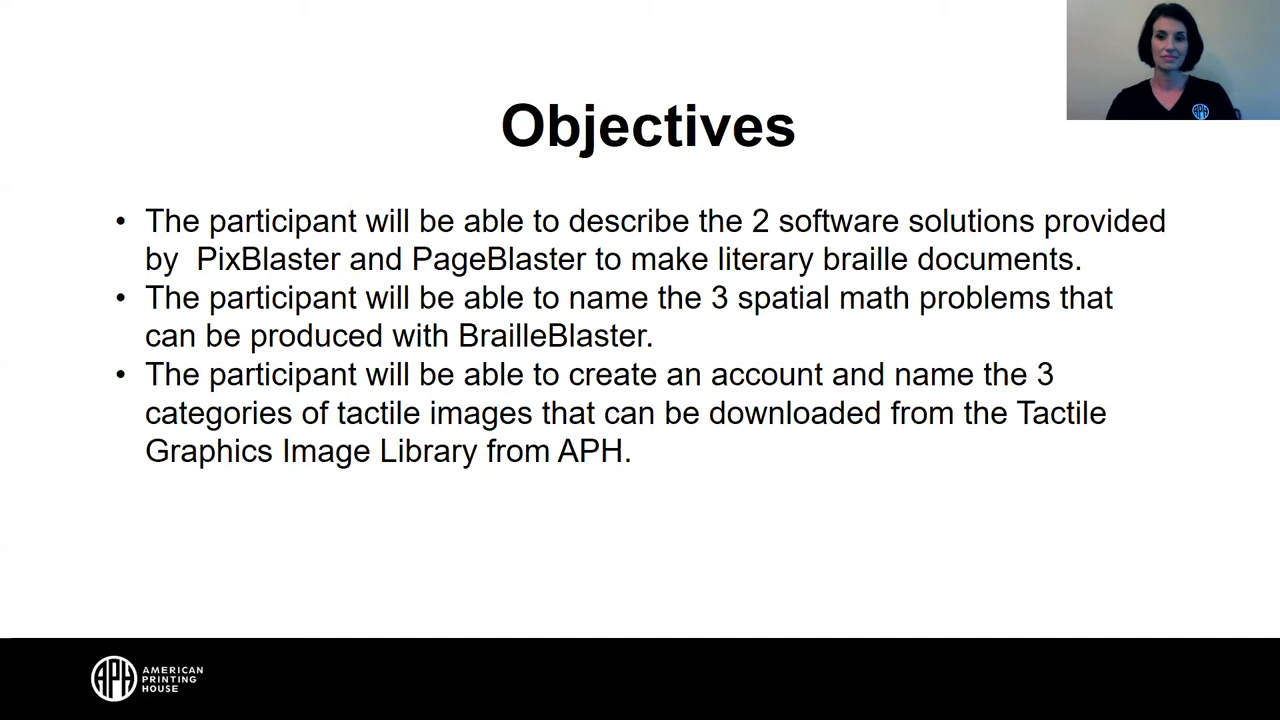 Objectives
• The participant will be able to describe the 2 software solutions provided
by  PixBlaster and PageBlaster to make literary braille documents.
• The participant will be able to name the 3 spatial math problems that
can be produced with BrailleBlaster.
• The participant will be able to create an account and name the 3
categories of tactile images that can be downloaded from the Tactile
Graphics Image Library from APH.
APH
APH
AMERICAN
PRINTING
HOUSE